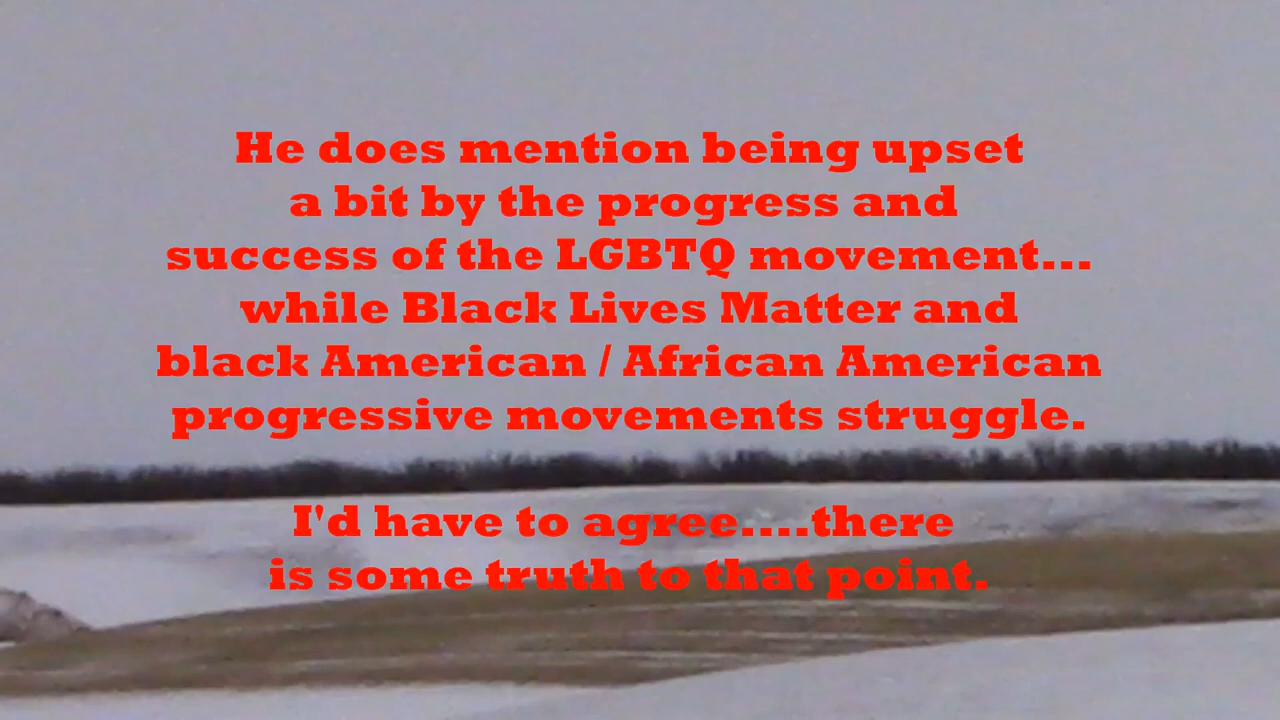 He does mention being upset
a bit by the progress and
success of the LGBTQ movement...
while Black Lives Matter and
black American / African American
progressive movements struggle.
I'd have to agree....there
is some truth to that point.